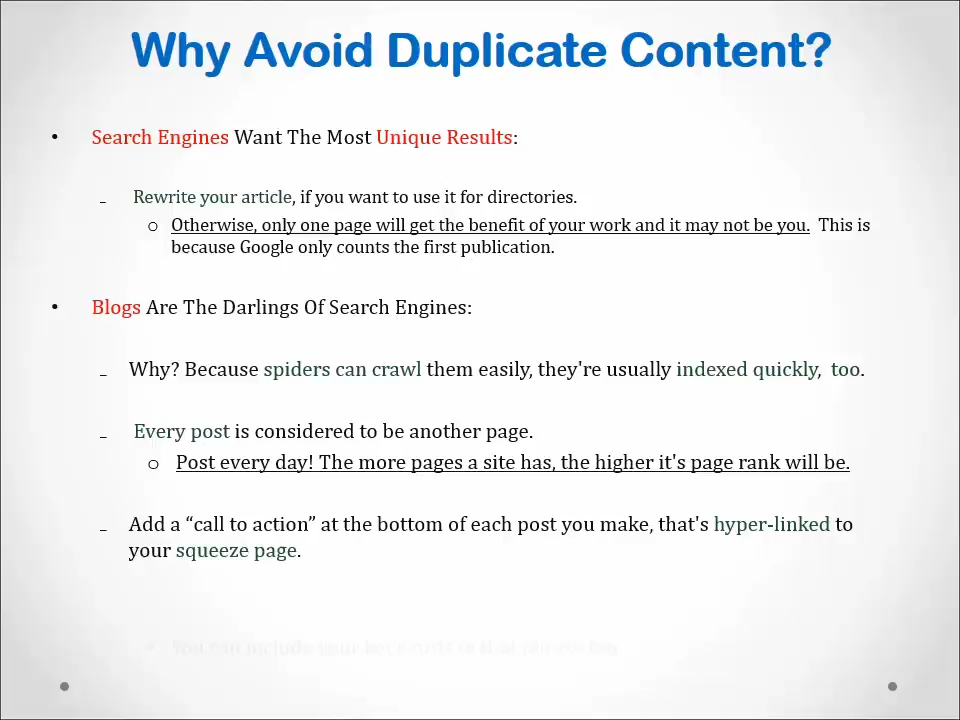 Why Avoid Duplicate Content?
• Search Engines Want The Most Unique Results:
– Rewrite your article, if you want to use it for directories.
o Otherwise, only one page will get the benefit of your work and it may not be you. This is
because Google only counts the first publication.
• Blogs Are The Darlings Of Search Engines:
– Why? Because spiders can crawl them easily, they're usually indexed quickly, too.
– Every post is considered to be another page.
o Post every day! The more pages a site has, the higher it's page rank will be.
– Add a “call to action” at the bottom of each post you make, that's hyper-linked to
your squeeze page.
• You can include your